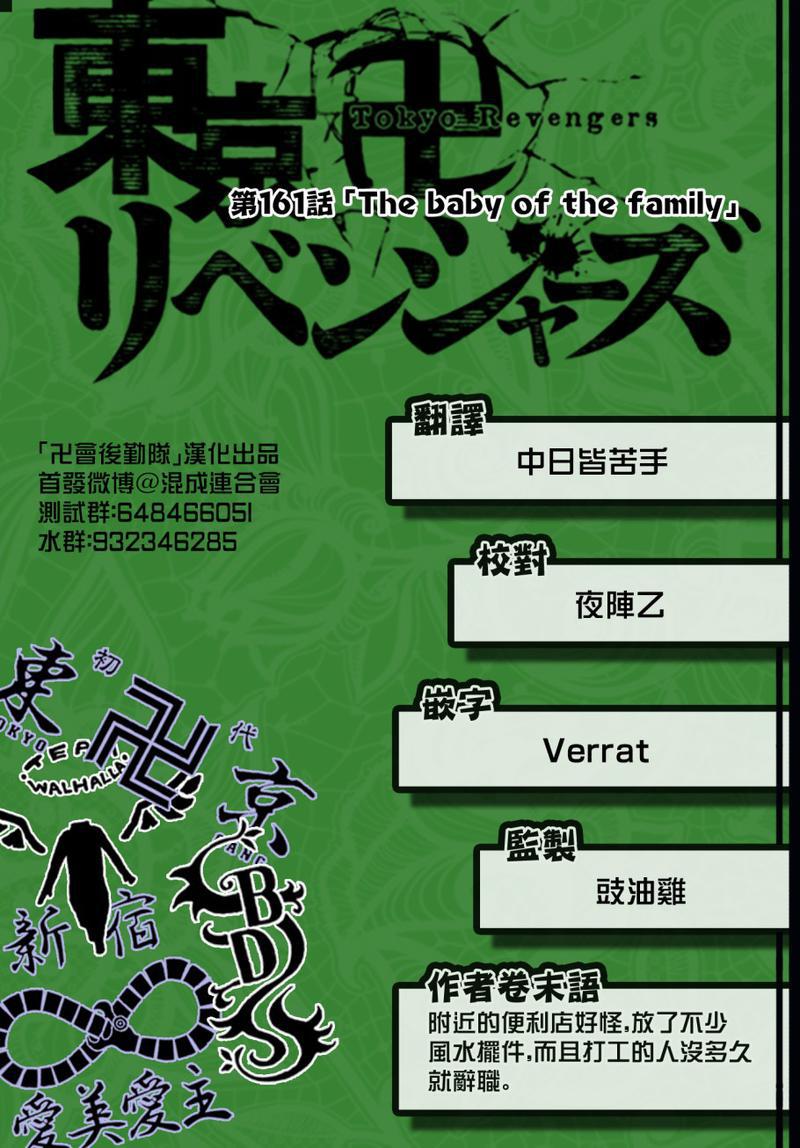 東京卍
Tokyo Revengers
第161話「The baby of the family」
リベンジャーズ
「卍會後勤隊」漢化出品
首發微博@混成連合會
測試群:648466051
水群:932346285
翻譯
中日皆苦手
校對
夜陣乙
嵌字
Verrat
監製
豉油雞
作者卷末語
附近的便利店好怪,放了不少
風水擺件,而且打工的人沒多久
就辭職。
東
初
卍
代
京
WALHALLA
BD
新宿
愛美愛主